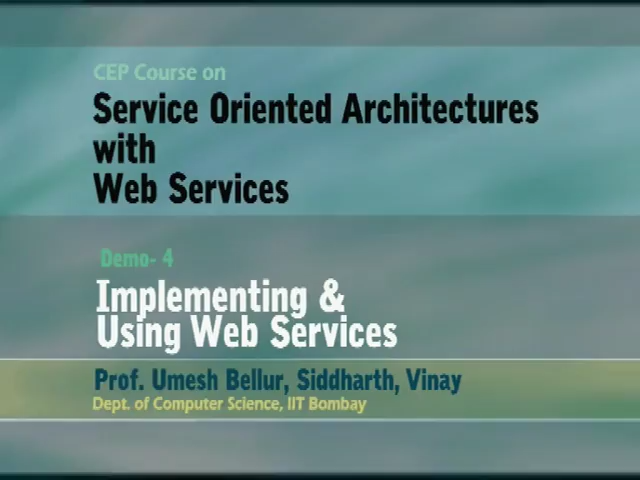 CEP Course on
Service Oriented Architectures
with
Web Services
Demo- 4
Implementing &
Using Web Services
Prof. Umesh Bellur, Siddharth, Vinay
Dept. of Computer Science, IIT Bombay